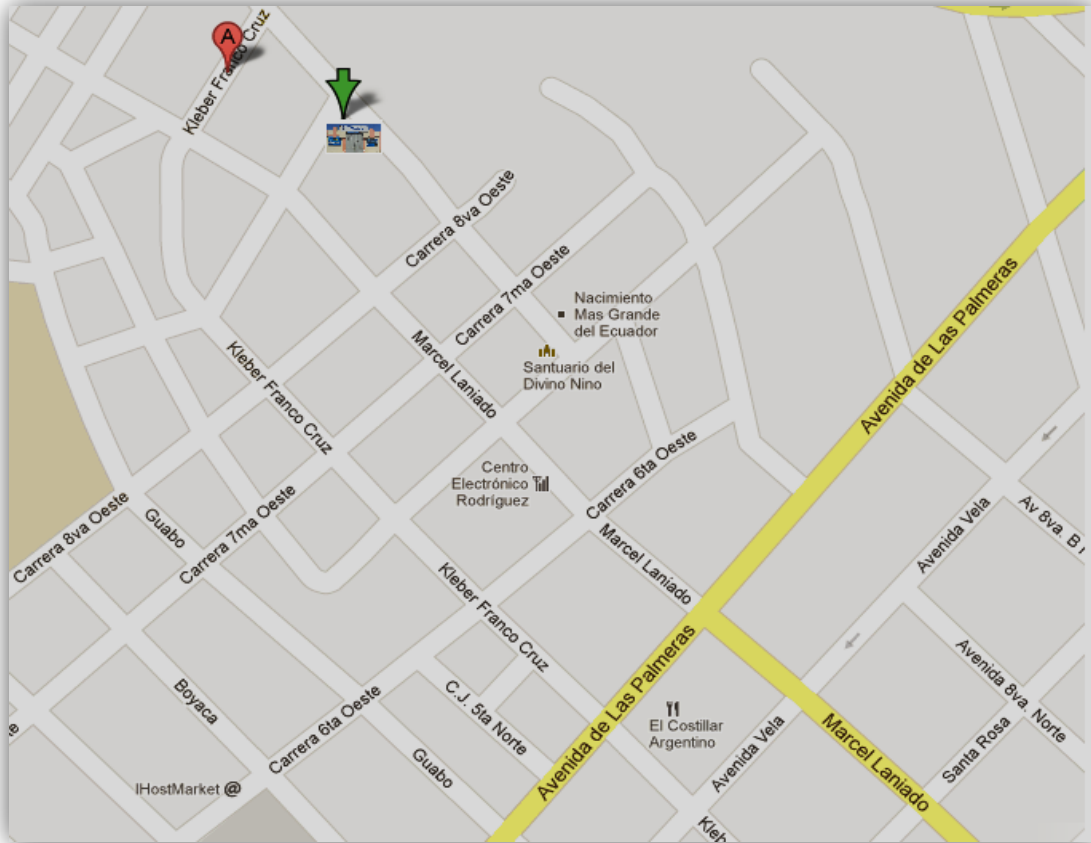 A
Kleber Franco Cruz
Carrera 8va Oeste
Carrera 7ma Oeste
Nacimiento
Mas Grande
del Ecuador
Santuario del
Divino Nino
Marcel Laniado
Kleber Franco Cruz
Avenida de Las Palmeras
Centro
Electrónico
Rodríguez
Carrera 6ta Oeste
Carrera 8va Oeste
Guabo
Carrera 7ma Oeste
Marcel Laniado
Avenida Vela
Av 8va.
Kleber Franco Cruz
Avenida de Las Palmeras
Avenida 8va. Norte
Boyaca
Carrera 6ta Oeste
C.J. 5ta Norte
Guabo
El Costillar
Argentino
Avenida Vela
Marcel Laniado
Santa Rosa
IHostMarket @
Kleb